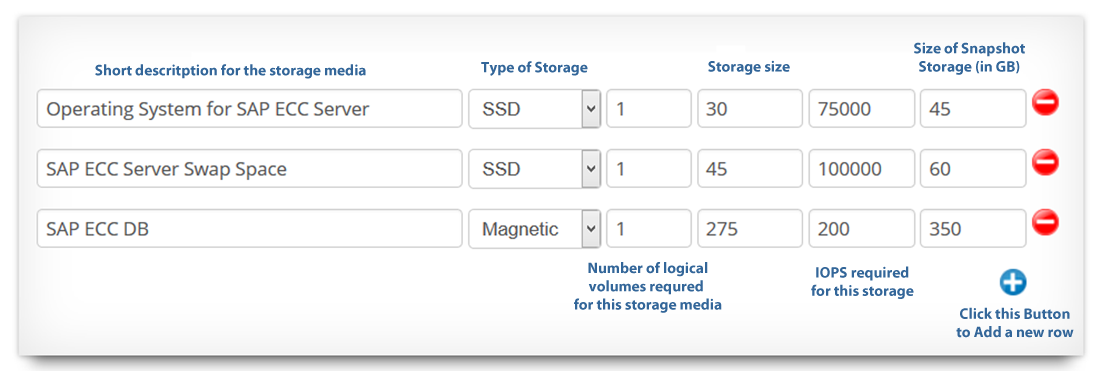 Short descritption for the storage media
Type of Storage
Storage size
Size of Snapshot
Storage (in GB)
Operating System for SAP ECC Server
SSD
1
30
75000
45
SAP ECC Server Swap Space
SSD
1
45
100000
60
SAP ECC DB
Magnetic
1
275
200
350
Number of logical
volumes requred
for this storage media
IOPS required
for this storage
Click this Button
to Add a new row